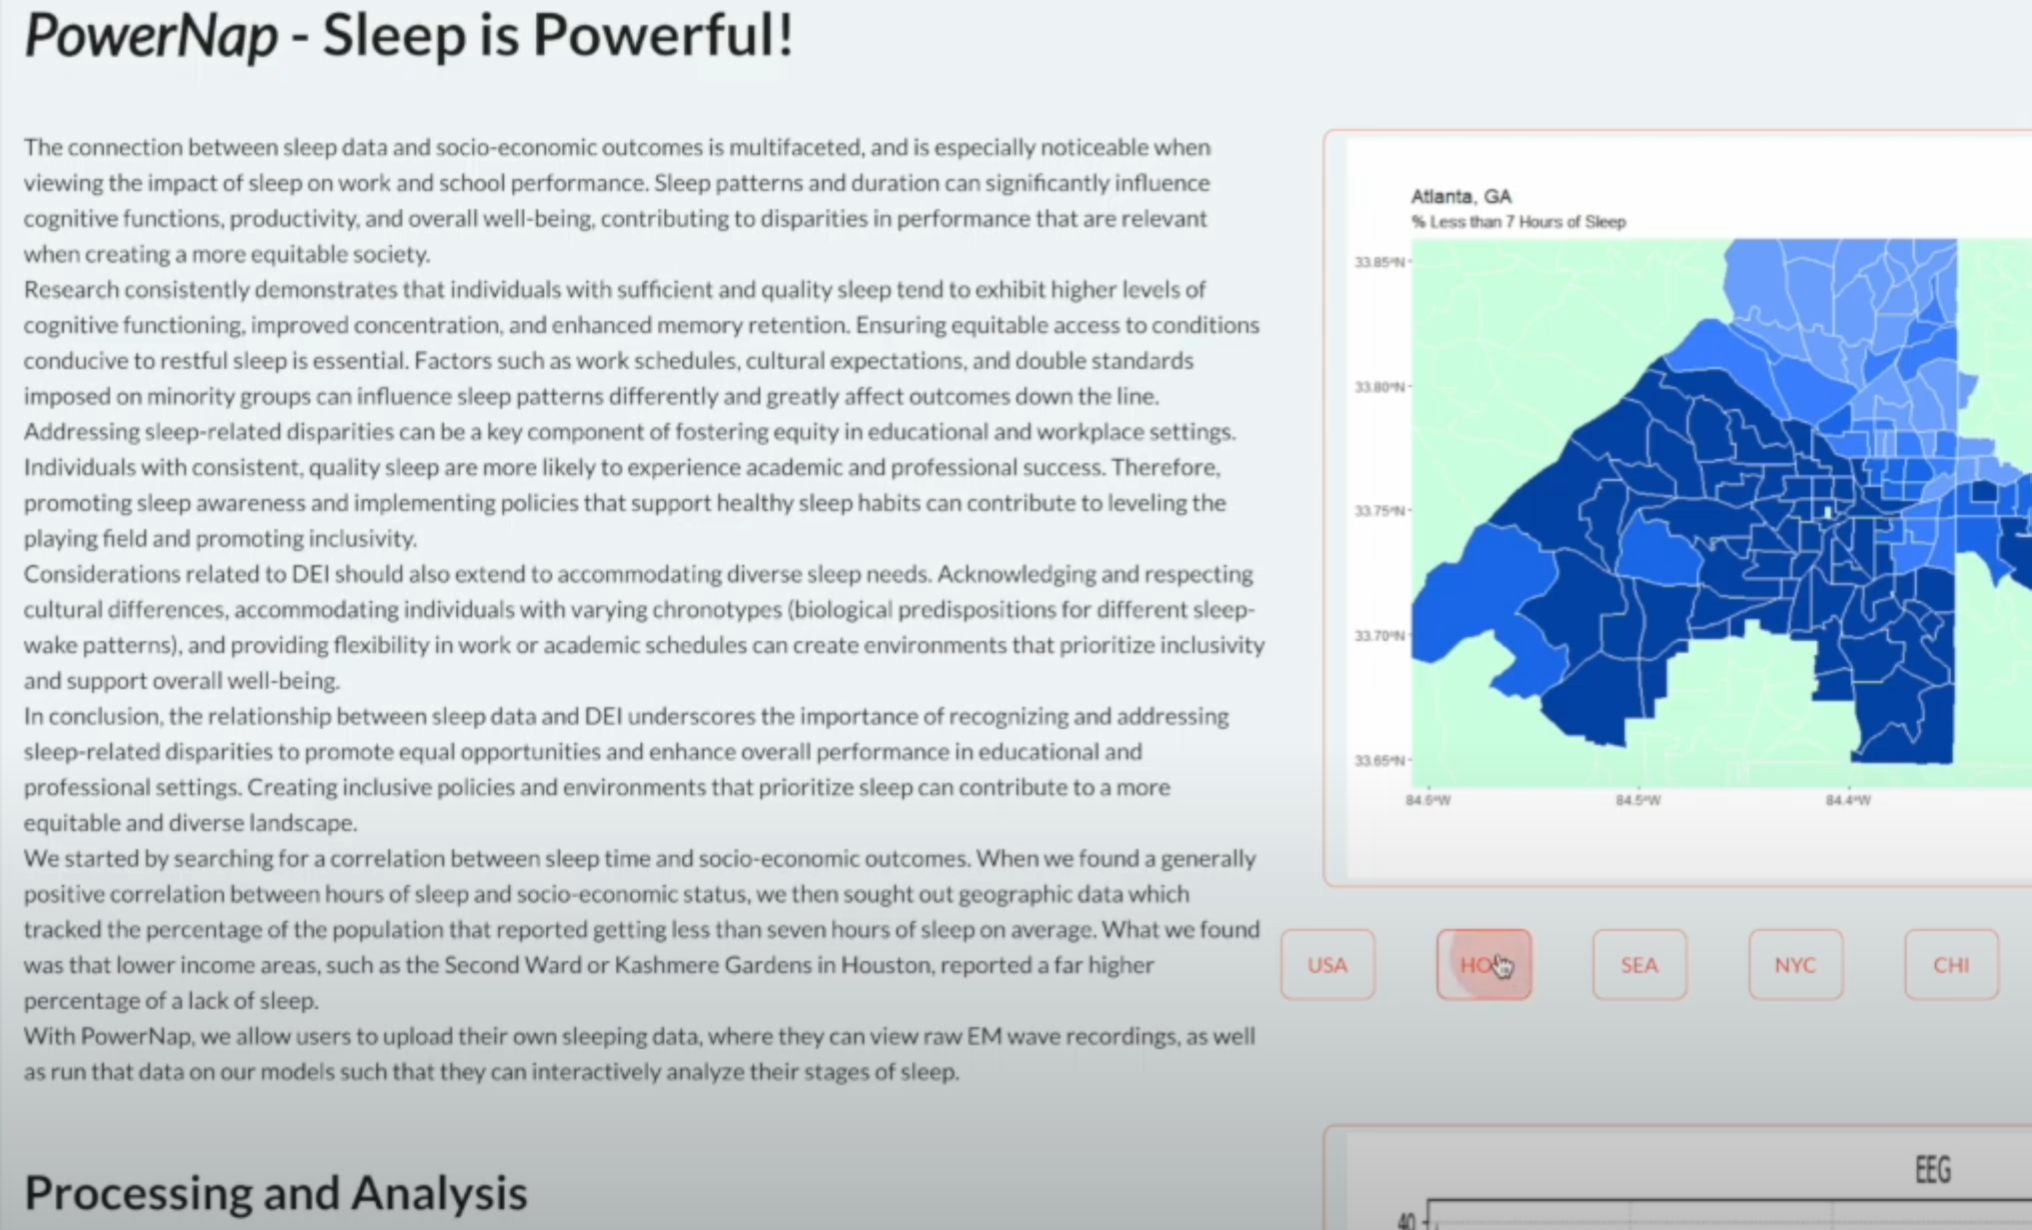 PowerNap - Sleep is Powerful!
The connection between sleep data and socio-economic outcomes is multifaceted, and is especially noticeable when
viewing the impact of sleep on work and school performance. Sleep patterns and duration can significantly influence
cognitive functions, productivity, and overall well-being, contributing to disparities in performance that are relevant
when creating a more equitable society.
Research consistently demonstrates that individuals with sufficient and quality sleep tend to exhibit higher levels of
cognitive functioning, improved concentration, and enhanced memory retention. Ensuring equitable access to conditions
conducive to restful sleep is essential. Factors such as work schedules, cultural expectations, and double standards
imposed on minority groups can influence sleep patterns differently and greatly affect outcomes down the line.
Addressing sleep-related disparities can be a key component of fostering equity in educational and workplace settings.
Individuals with consistent, quality sleep are more likely to experience academic and professional success. Therefore,
promoting sleep awareness and implementing policies that support healthy sleep habits can contribute to leveling the
playing field and promoting inclusivity.
Considerations related to DEI should also extend to accommodating diverse sleep needs. Acknowledging and respecting
cultural differences, accommodating individuals with varying chronotypes (biological predispositions for different sleep-
wake patterns), and providing flexibility in work or academic schedules can create environments that prioritize inclusivity
and support overall well-being.
In conclusion, the relationship between sleep data and DEI underscores the importance of recognizing and addressing
sleep-related disparities to promote equal opportunities and enhance overall performance in educational and
professional settings. Creating inclusive policies and environments that prioritize sleep can contribute to a more
equitable and diverse landscape.
We started by searching for a correlation between sleep time and socio-economic outcomes. When we found a generally
positive correlation between hours of sleep and socio-economic status, we then sought out geographic data which
tracked the percentage of the population that reported getting less than seven hours of sleep on average. What we found
was that lower income areas, such as the Second Ward or Kashmere Gardens in Houston, reported a far higher
percentage of a lack of sleep.
With PowerNap, we allow users to upload their own sleeping data, where they can view raw EM wave recordings, as well
as run that data on our models such that they can interactively analyze their stages of sleep.
Atlanta, GA
% Less than 7 Hours of Sleep
33.85°N
33.80°N
33.75°N
33.70°N
33.65°N
84.6°W 84.5°W 84.4°W
USA SEA NYC CHI
Processing and Analysis
EEG
40